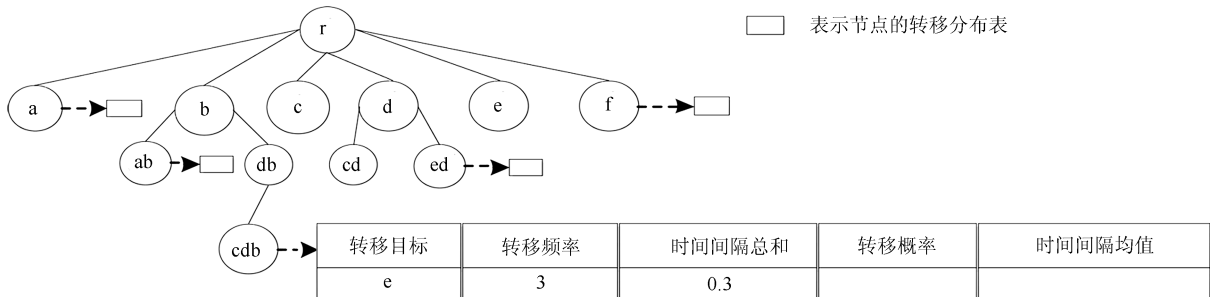 r
表示节点的转移分布表
a
b
c
d
e
f
ab
db
cd
ed
cdb
转移目标 转移频率 时间间隔总和 转移概率 时间间隔均值
e 3 0.3